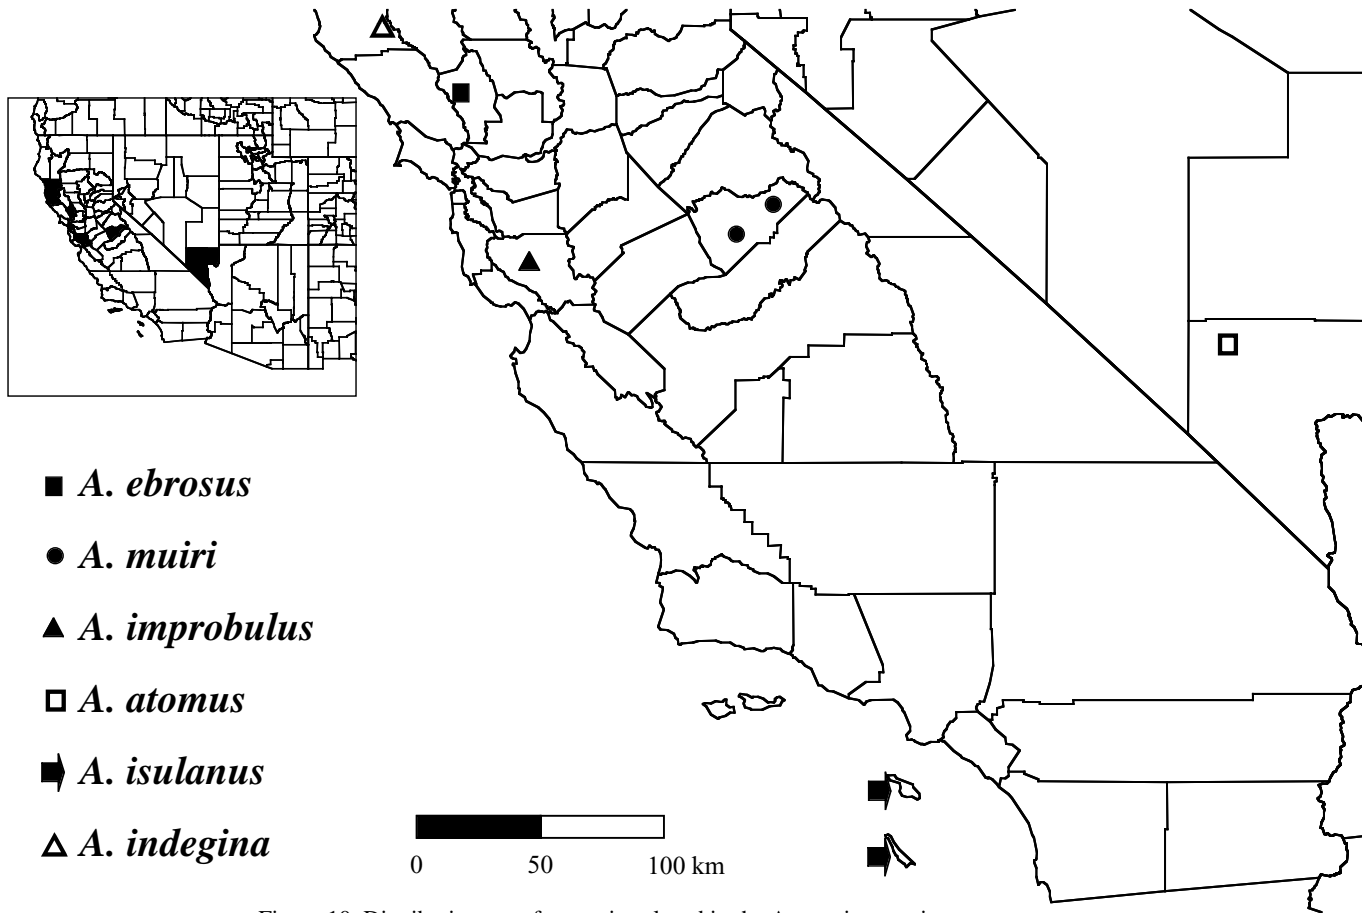 A. ebrosus
A. muiri
A. improbulus
A. atomus
A. isulanus
A. indegina
0 50 100 km